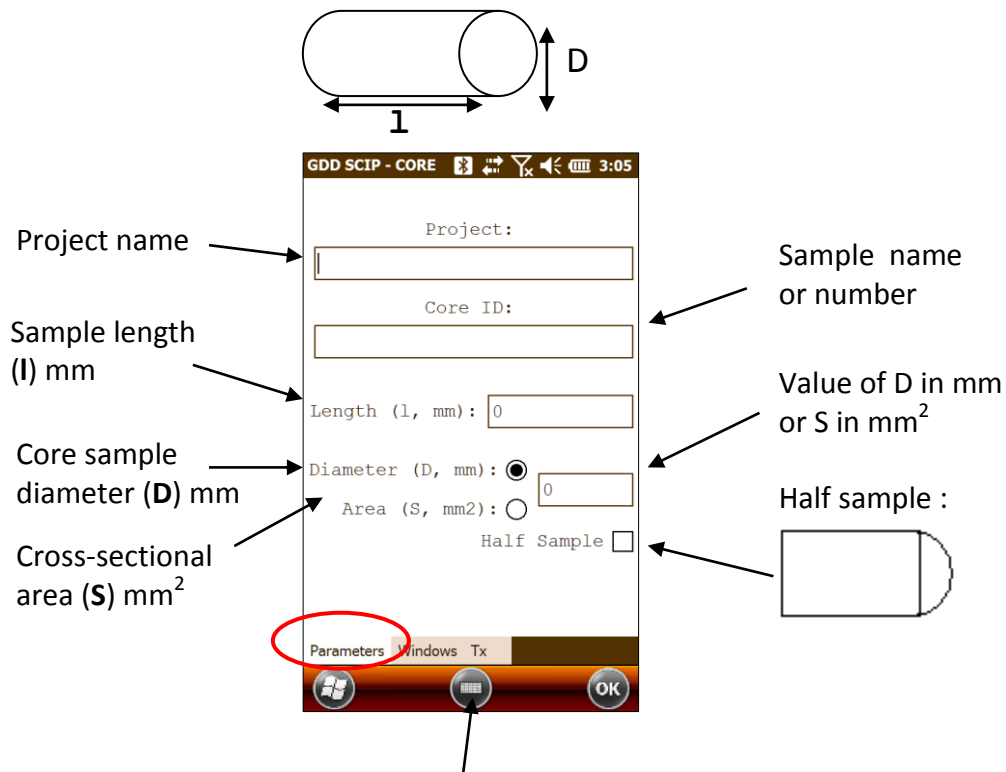 D
l
GDD SCIP - CORE 3:05
Project name
Project:
Sample name
or number
Core ID:
Sample length
(l) mm
Length (l, mm): 0
Value of D in mm
or S in mm²
Core sample
diameter (D) mm
Diameter (D, mm):
0
Area (S, mm2):
Half Sample
Half sample :
Cross-sectional
area (S) mm²
Parameters Windows Tx
OK